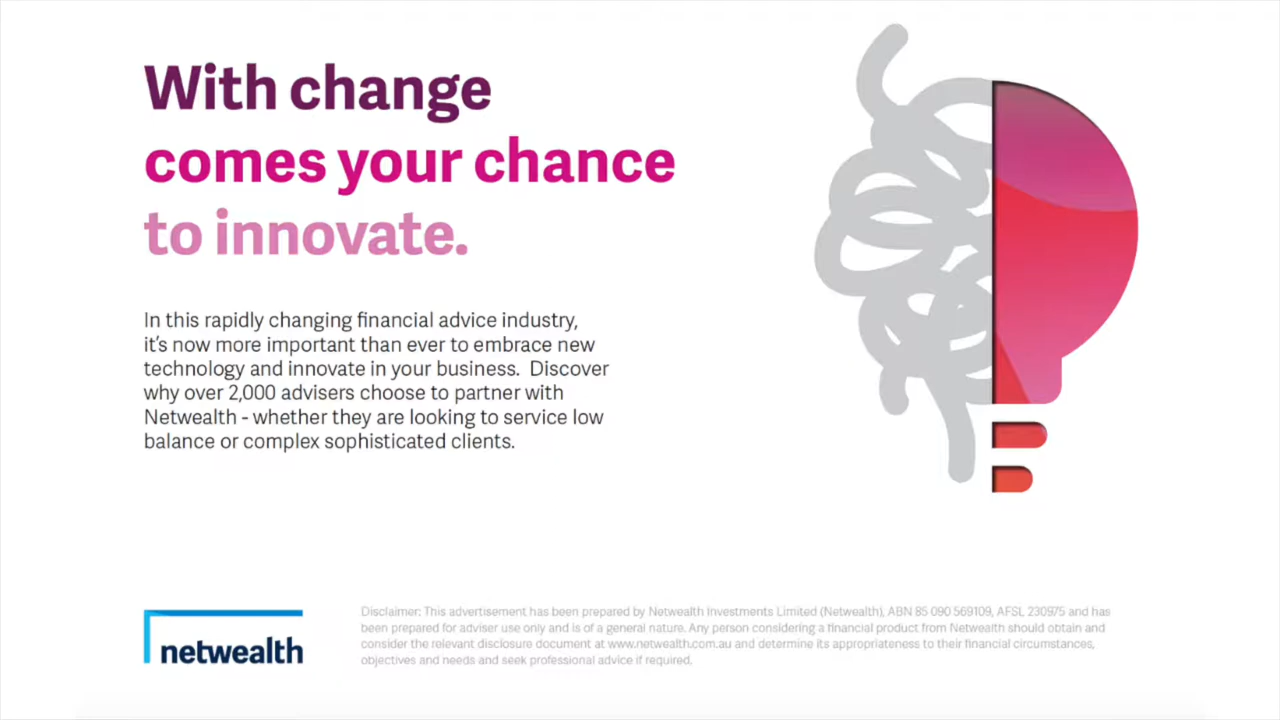 With change
comes your chance
to innovate.
In this rapidly changing financial advice industry,
it's now more important than ever to embrace new
technology and innovate in your business.  Discover
why over 2,000 advisers choose to partner with
Netwealth - whether they are looking to service low
balance or complex sophisticated clients.
netwealth
Disclaimer: This advertisement has been prepared by Netwealth Investments Limited (Netwealth), ABN 85 090 569109, AFSL 230975 and has
been prepared for adviser use only and is of a general nature. Any person considering a financial product from Netwealth should obtain and
consider the relevant disclosure document at www.netwealth.com.au and determine its appropriateness to their financial circumstances,
objectives and needs and seek professional advice if required.